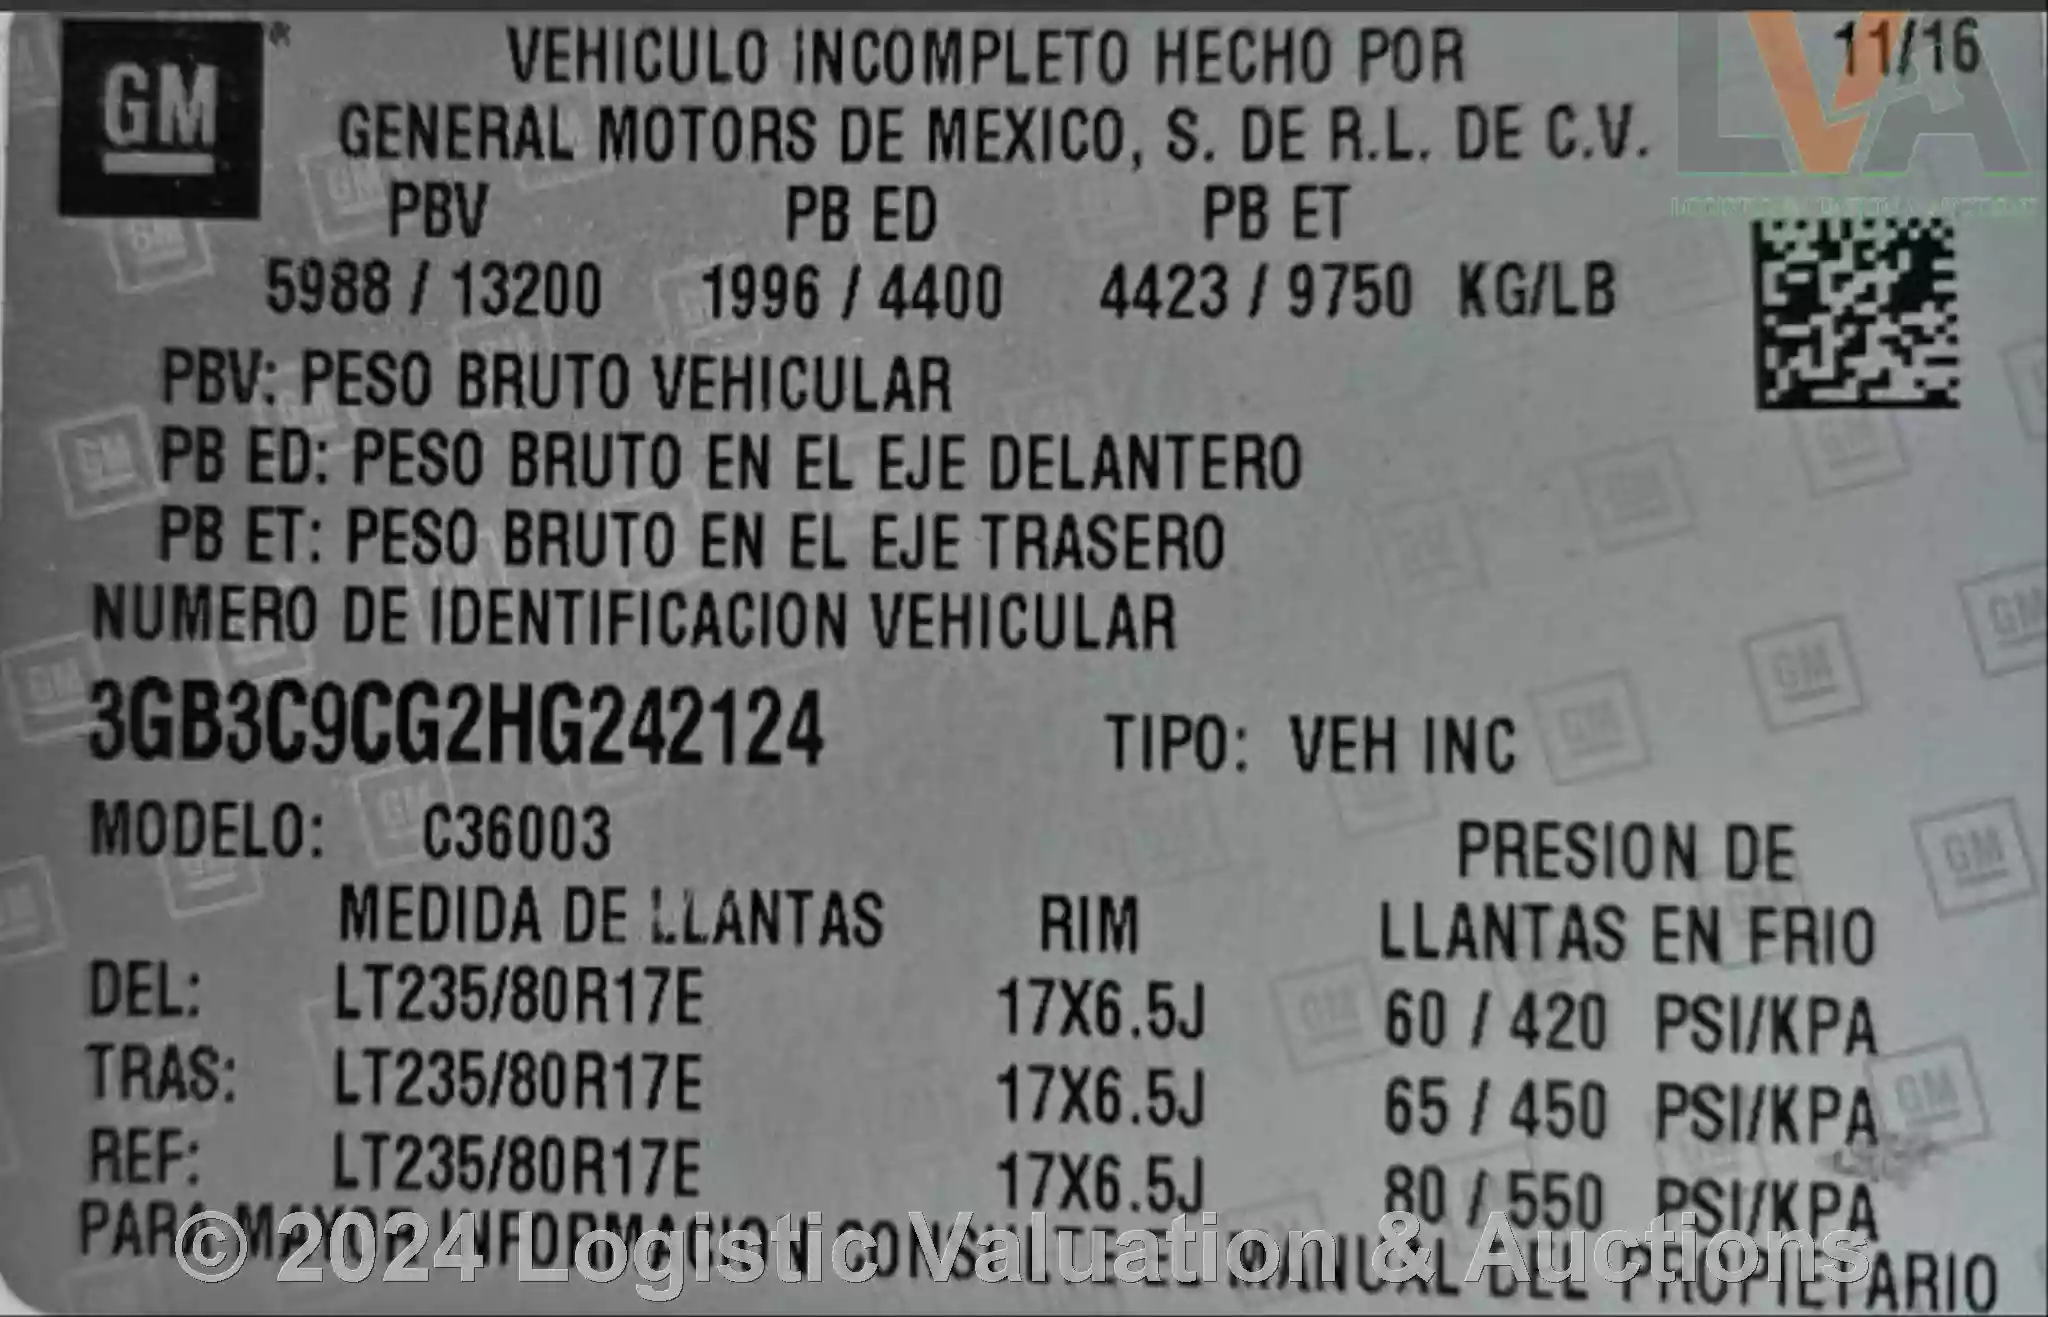 GM
VEHICULO INCOMPLETO HECHO POR
11/16
GENERAL MOTORS DE MEXICO, S. DE R.L. DE C.V.
LVA
PBV PB ED PB ET
5988 / 13200 1996 / 4400 4423 / 9750 KG/LB
PBV: PESO BRUTO VEHICULAR
PB ED: PESO BRUTO EN EL EJE DELANTERO
PB ET: PESO BRUTO EN EL EJE TRASERO
NUMERO DE IDENTIFICACION VEHICULAR
3GB3C9CG2HG242124 TIPO: VEH INC
MODELO: C36003
PRESION DE
MEDIDA DE LLANTAS RIM LLANTAS EN FRIO
DEL: LT235/80R17E 17X6.5J 60 / 420 PSI/KPA
TRAS: LT235/80R17E 17X6.5J 65 / 450 PSI/KPA
REF: LT235/80R17E 17X6.5J 80 / 550 PSI/KPA
PARA MAYOR INFORMACION CONSULTE EL MANUAL DEL PROPIETARIO
© 2024 Logistic Valuation & Auctions